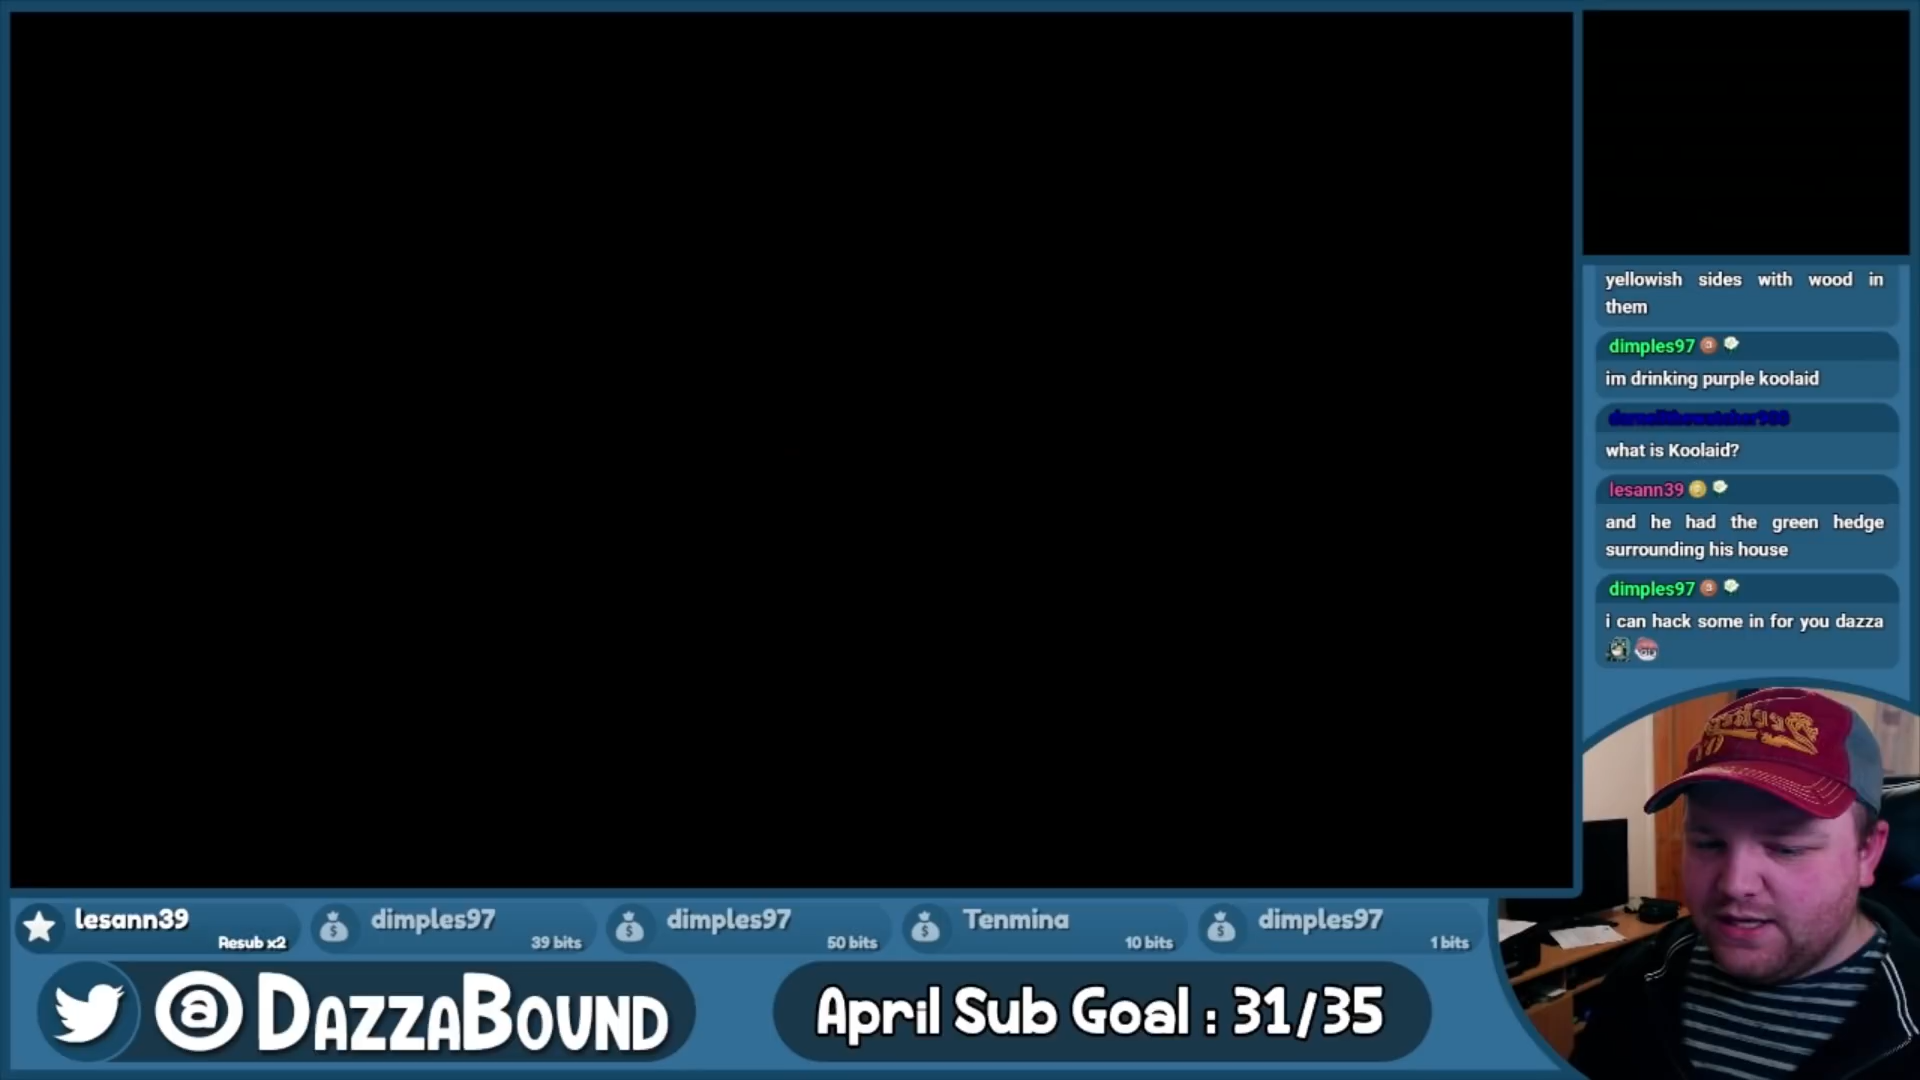 yellowish sides with wood in
them
dimples97
im drinking purple koolaid
what is Koolaid?
lesann39
and he had the green hedge
surrounding his house
dimples97
i can hack some in for you dazza
lesann39
Resub x2
dimples97
39 bits
dimples97
50 bits
Tenmina
10 bits
dimples97
1 bits
@DazzaBound
April Sub Goal : 31/35